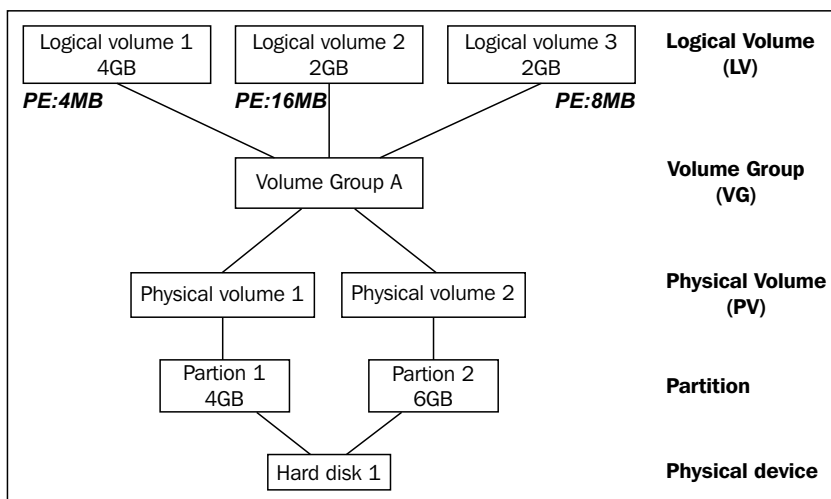 Logical volume 1
4GB
Logical volume 2
2GB
Logical volume 3
2GB
Logical Volume
(LV)
PE:4MB
PE:16MB
PE:8MB
Volume Group A
Volume Group
(VG)
Physical volume 1
Physical volume 2
Physical Volume
(PV)
Partion 1
4GB
Partion 2
6GB
Partition
Hard disk 1
Physical device